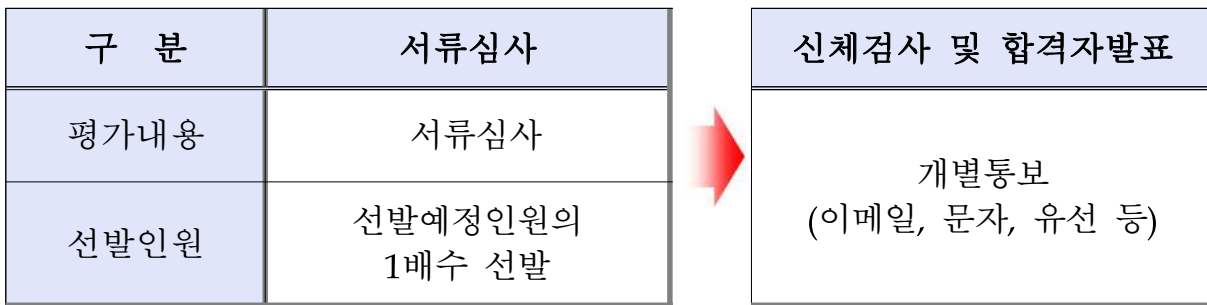 구 분
서류심사
평가내용
서류심사
선발인원
선발예정인원의
1배수 선발
신체검사 및 합격자발표
개별통보
(이메일, 문자, 유선 등)